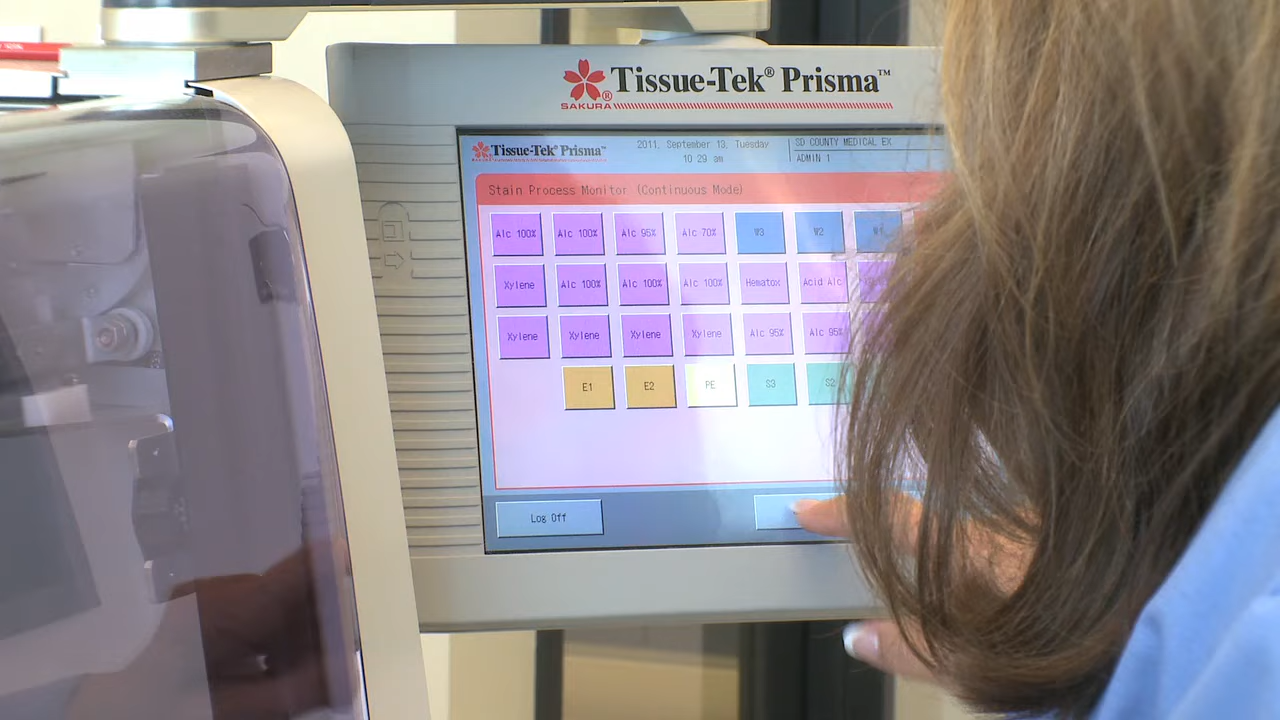 Tissue-Tek® Prisma™
SAKURA®
Tissue-Tek® Prisma™
2011. September 13, Tuesday
10 29 am
SD COUNTY MEDICAL EX
ADMIN 1
Stain Process Monitor (Continuous Mode)
Alc 100% Alc 100% Alc 95% Alc 70% W3 W2
Xylene Alc 100% Alc 100% Alc 100% Hematox Acid Alc
Xylene Xylene Xylene Xylene Alc 95% Alc 95%
E1 E2 PE S3 S2
Log Off